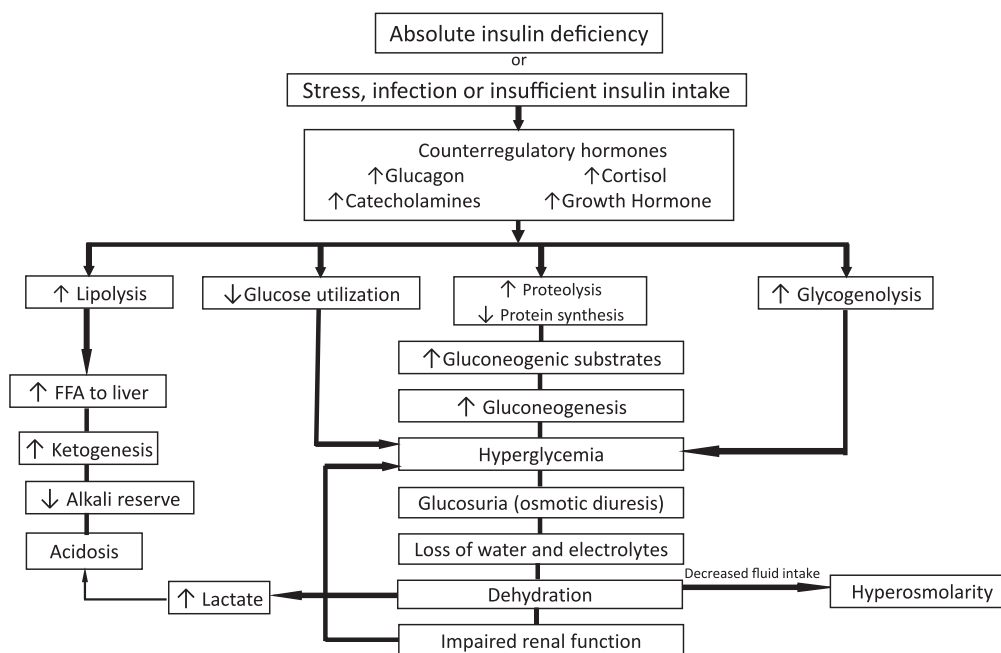 Absolute insulin deficiency
or
Stress, infection or insufficient insulin intake
Counterregulatory hormones
↑Glucagon ↑Cortisol
↑Catecholamines ↑Growth Hormone
↑ Lipolysis
↓Glucose utilization
↑ Proteolysis
↓ Protein synthesis
↑ Glycogenolysis
↑Gluconeogenic substrates
↑ FFA to liver
↑ Gluconeogenesis
↑ Ketogenesis
Hyperglycemia
↓ Alkali reserve
Glucosuria (osmotic diuresis)
Acidosis
Loss of water and electrolytes
Decreased fluid intake
↑ Lactate
Dehydration
Hyperosmolarity
Impaired renal function